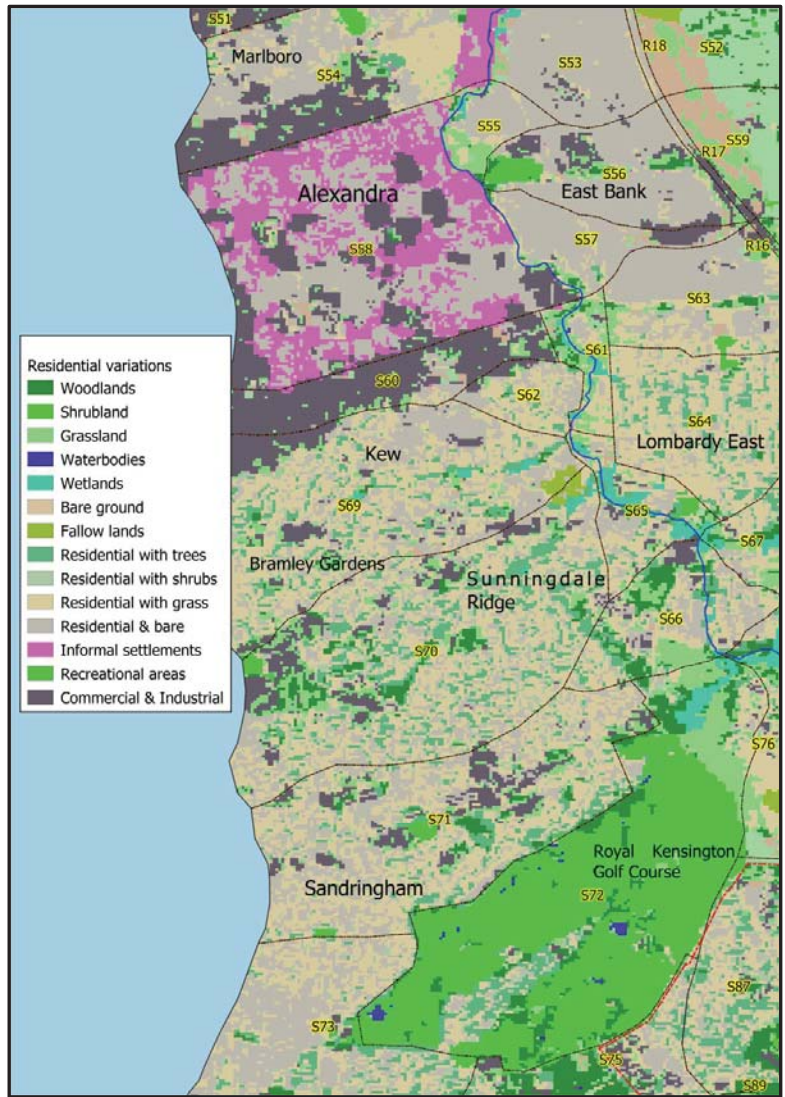 S51
Marlboro
S54
S53
R18
S52
S55
S59
R17
S56
Alexandra
East Bank
S58
S57
R16
S63
S61
S60
S62
S64
Kew
Lombardy East
S69
S65
S67
Bramley Gardens
Sunningdale
Ridge
S66
S70
S76
S71
Royal Kensington
Golf Course
Sandringham
S72
S87
S73
S75
S89
Residential variations
Woodlands
Shrubland
Grassland
Waterbodies
Wetlands
Bare ground
Fallow lands
Residential with trees
Residential with shrubs
Residential with grass
Residential & bare
Informal settlements
Recreational areas
Commercial & Industrial